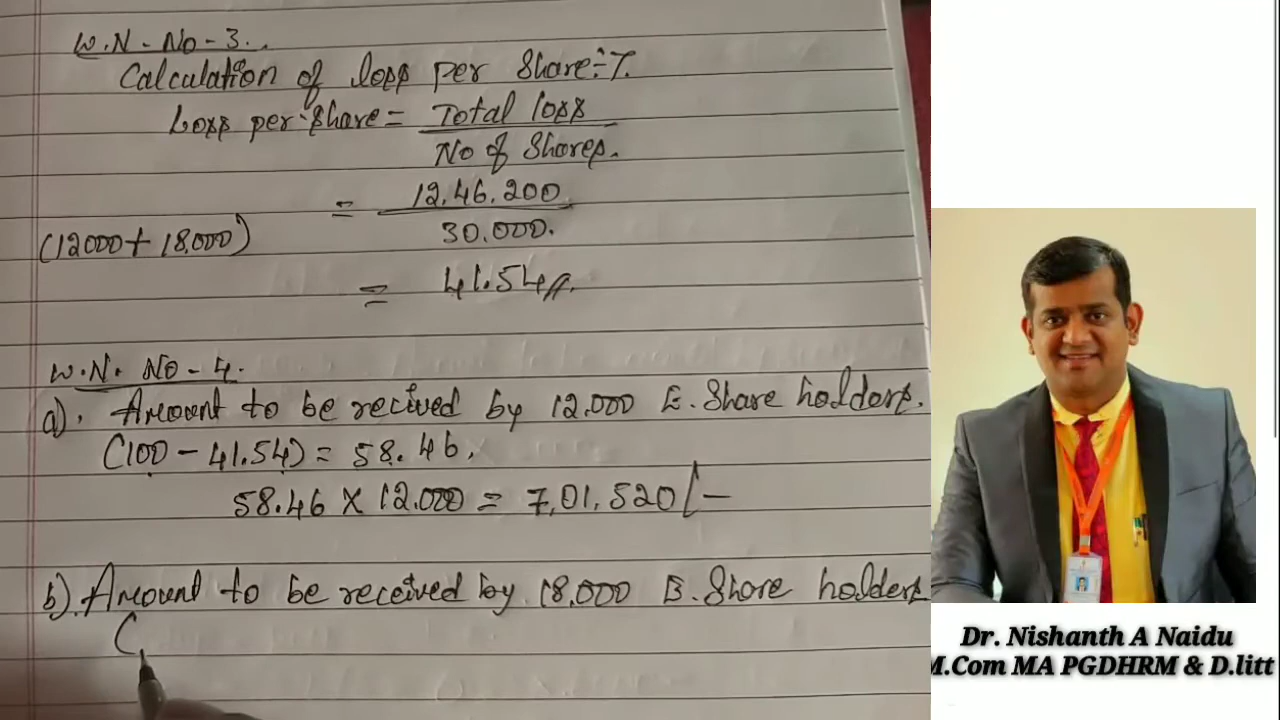 W.N. No-3.
Calculation of loss per share:-
Loss per share = Total loss
No of Shares.
= 12,46,200
(12000+18,000) 30,000.
= 41.54
W.N. No-4.
a). Amount to be recived by 12,000 E. Share holders.
(100 - 41.54) = 58.46.
58.46 × 12,000 = 7,01,520/-
b). Amount to be received by 18,000 E. Share holders
(
Dr. Nishanth A Naidu
M.Com MA PGDHRM & D.litt